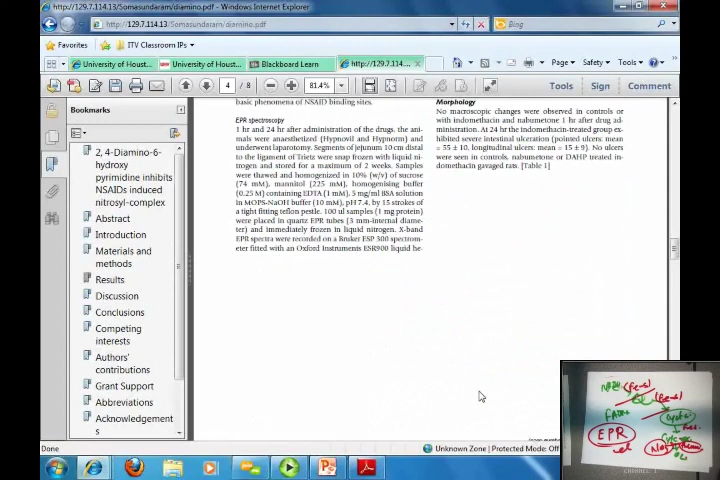 http://129.7.114.13/Somasundaram/diamino.pdf - Windows Internet Explorer
http://129.7.114.13/Somasundaram/diamino.pdf
Bing
Favorites
ITV Classroom IPs
University of Houst...
University of Houst...
Blackboard Learn
http://129.7.114....
Page
Safety
Tools
4 / 8
81.4%
Tools
Sign
Comment
Bookmarks
2, 4-Diamino-6-
hydroxy
pyrimidine inhibits
NSAIDs induced
nitrosyl-complex
Abstract
Introduction
Materials and
methods
Results
Discussion
Conclusions
Competing
interests
Authors'
contributions
Grant Support
Abbreviations
Acknowledgement
s
basic phenomena of NSAID binding sites.
EPR spectroscopy
1 hr and 24 hr after administration of the drugs, the ani-
mals were anaesthetized (Hypnovil and Hypnorm) and
underwent laparotomy. Segments of jejunum 10 cm distal
to the ligament of Trietz were snap frozen with liquid ni-
trogen and stored for a maximum of 2 weeks. Samples
were thawed and homogenized in 10% (w/v) of sucrose
(74 mM), mannitol (225 mM), homogenising buffer
(0.25 M) containing EDTA (1 mM), 5 mg/ml BSA solution
in MOPS-NaOH buffer (10 mM), pH 7.4, by 15 strokes of
a tight fitting teflon pestle. 100 ul samples (1 mg protein)
were placed in quartz EPR tubes (3 mm-internal diame-
ter) and immediately frozen in liquid nitrogen. X-band
EPR spectra were recorded on a Bruker ESP 300 spectrom-
eter fitted with an Oxford Instruments ESR900 liquid he-
Morphology
No macroscopic changes were observed in controls or
with indomethacin and nabumetone 1 hr after drug ad-
ministration. At 24 hr the indomethacin-treated group ex-
hibited severe intestinal ulceration (pointed ulcers: mean
= 55 ± 10, longitudinal ulcers: mean = 15 ± 9). No ulcers
were seen in controls, nabumetone or DAHP treated in-
domethacin gavaged rats. [Table 1]
Done
Unknown Zone | Protected Mode: Off
(Fe-S)
(Fe-S)
EPR